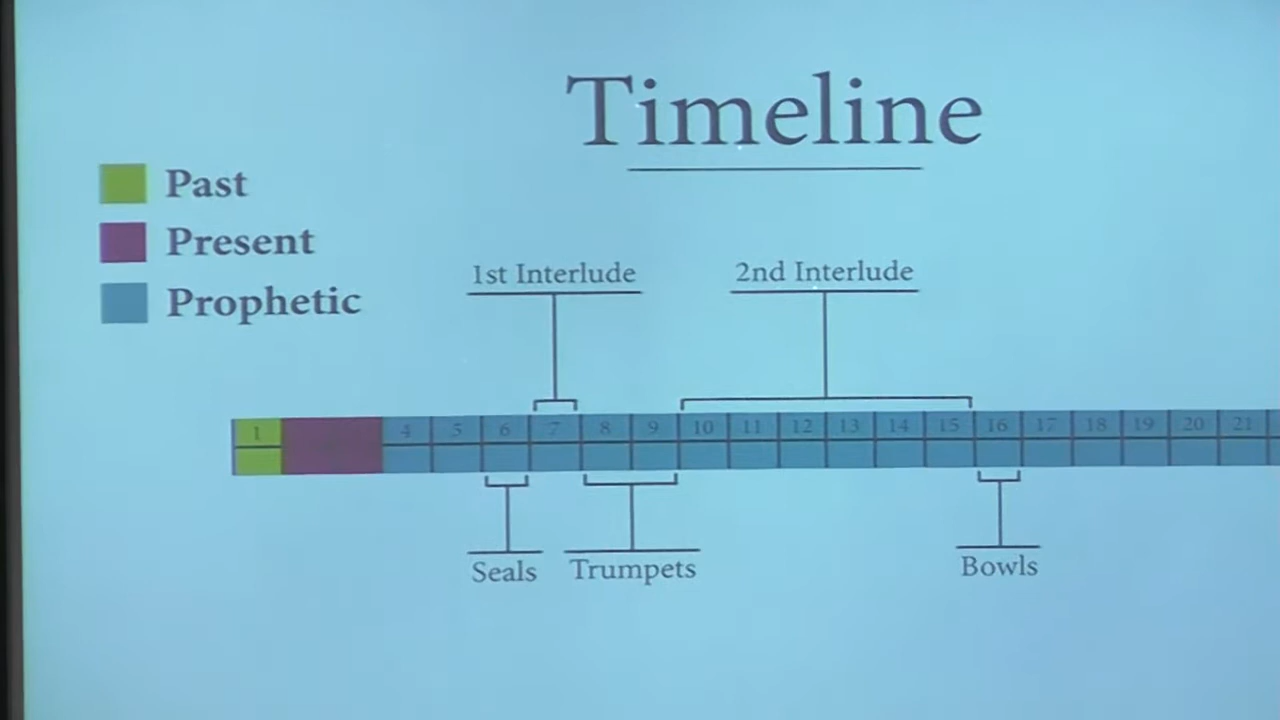 Timeline
Past
Present
Prophetic
1st Interlude 2nd Interlude
1 4 5 6 7 8 9 10 11 12 13 14 15 16 17 18 19 20 21
Seals Trumpets Bowls